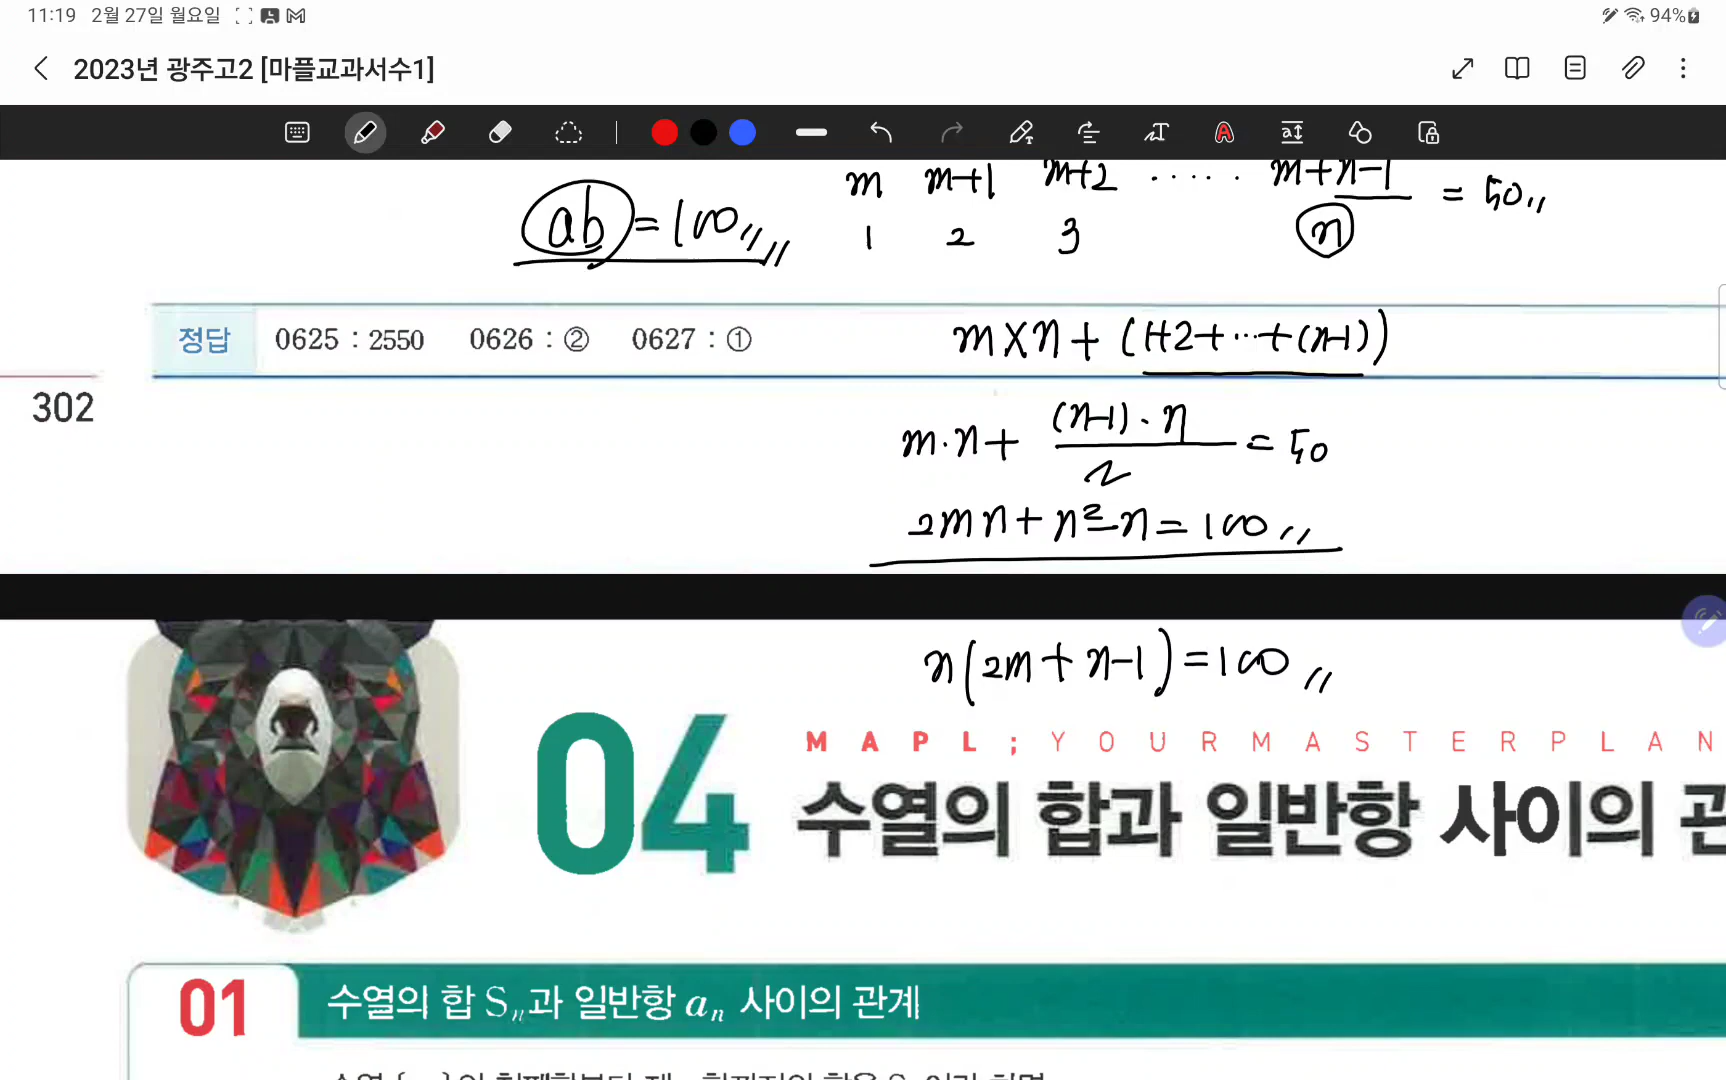 11:19 2월 27일 월요일 94%
2023년 광주고2 [마플교과서수1]
m m+1 m+2 ····· m+n-1 = 50
ab = 100
1 2 3 n
정답 0625 : 2550 0626 : ② 0627 : ①
m×n+(1+2+···+(n-1))
302
m·n+ (n-1)·n/2 = 50
2mn+n²-n=100
n(2m+n-1)=100
04
MAPL;YOURMASTERPLAN
수열의 합과 일반항 사이의 관
01 수열의 합 Sₙ과 일반항 aₙ 사이의 관계